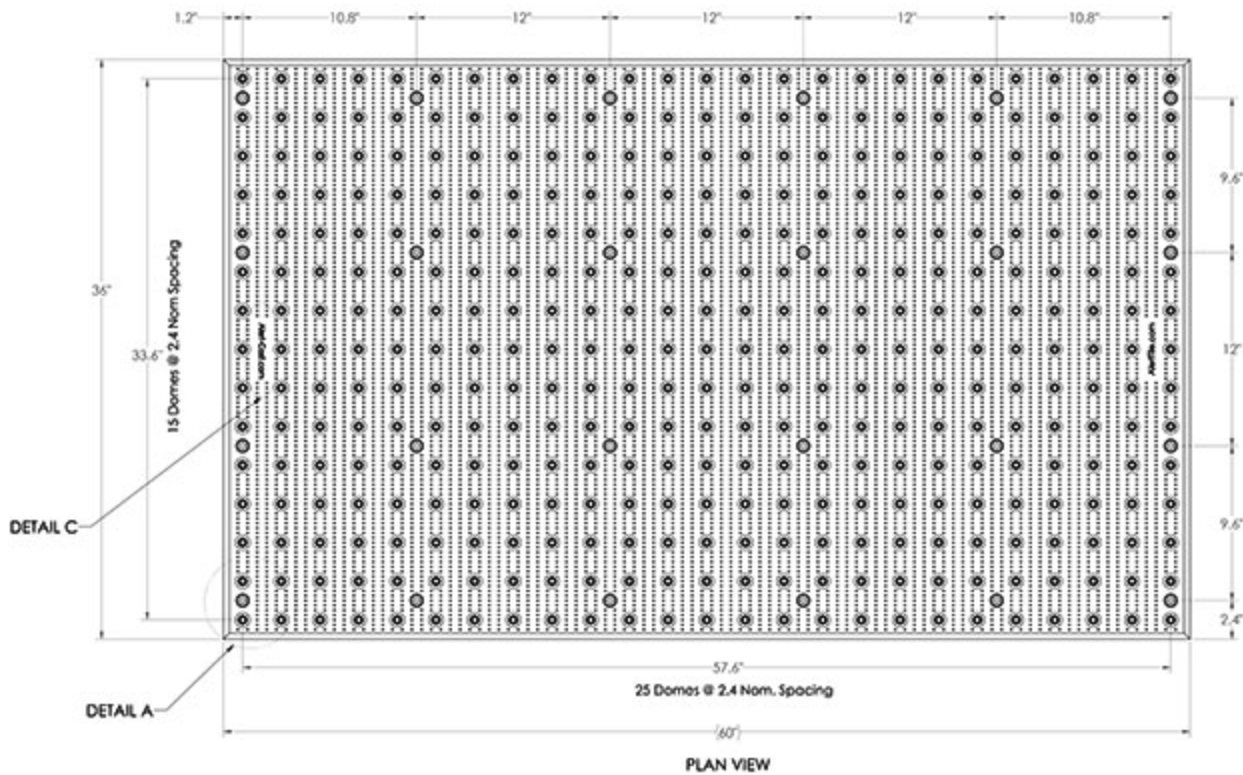 1.2"
10.8"
12"
12"
12"
10.8"
36"
33.6"
15 Domes @ 2.4 Nom Spacing
9.6"
12"
9.6"
2.4"
DETAIL C
DETAIL A
57.6"
25 Domes @ 2.4 Nom. Spacing
(60")
PLAN VIEW